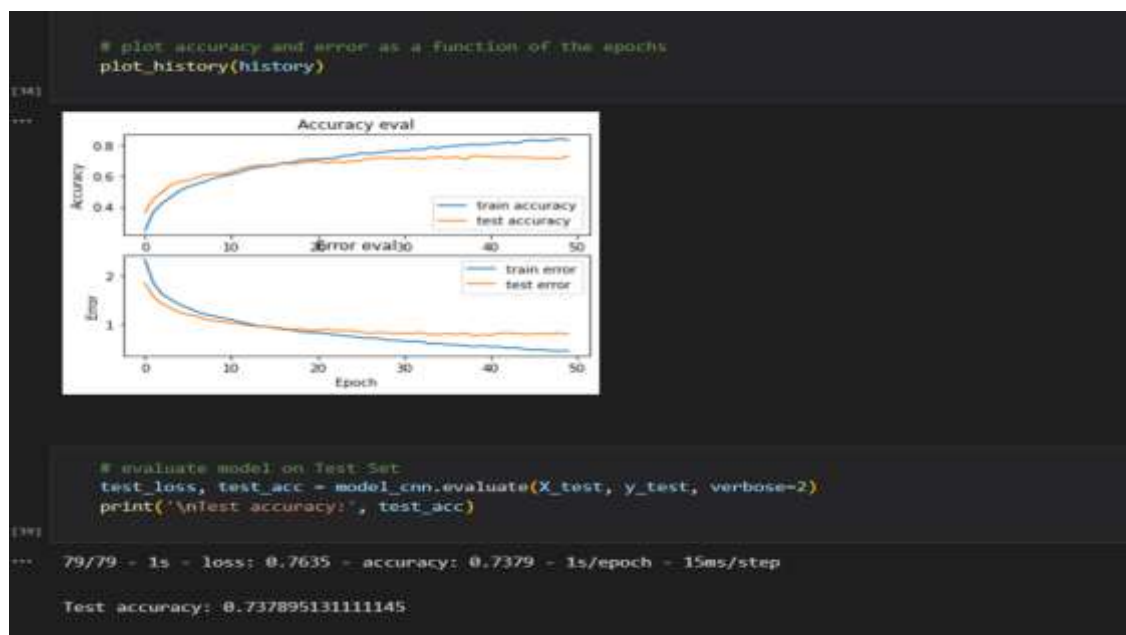 # plot accuracy and error as a function of the epochs
plot_history(history)
[38]
...
Accuracy eval
0.8
0.6
0.4
Accuracy
train accuracy
test accuracy
0 10 20 30 40 50
Error eval
2
1
Error
train error
test error
0 10 20 30 40 50
Epoch
# evaluate model on Test Set
test_loss, test_acc = model_cnn.evaluate(X_test, y_test, verbose=2)
print('\nTest accuracy:', test_acc)
[39]
...
79/79 - 1s - loss: 0.7635 - accuracy: 0.7379 - 1s/epoch - 15ms/step
Test accuracy: 0.737895131111145